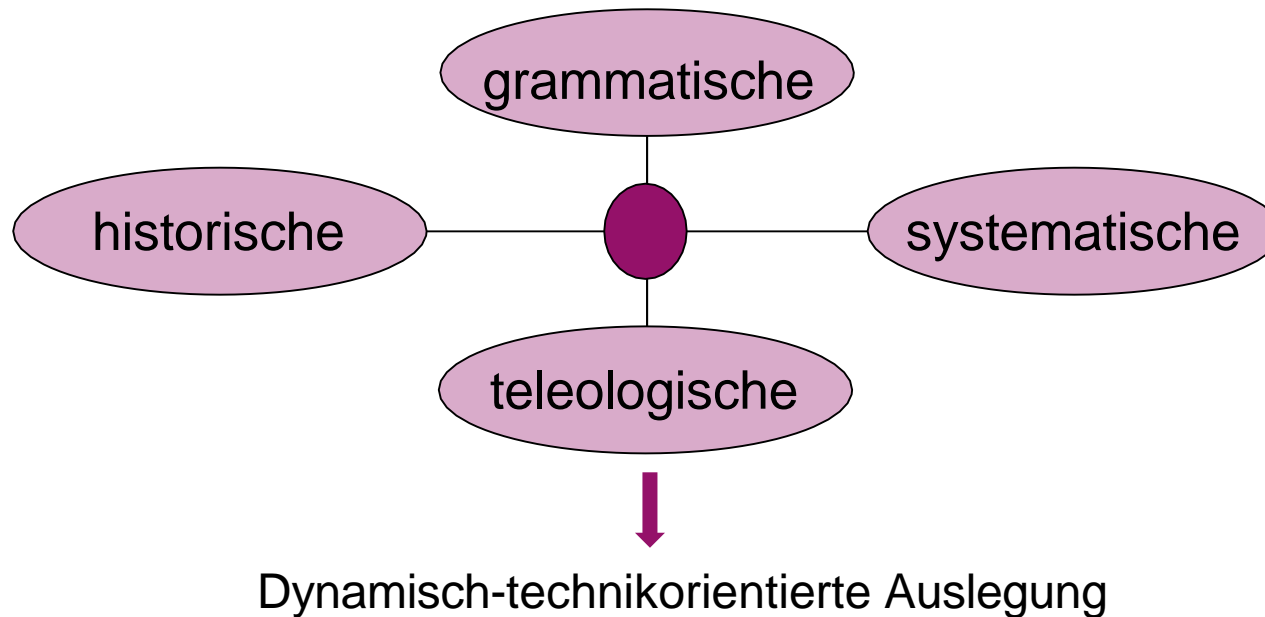 grammatische
historische
systematische
teleologische
Dynamisch-technikorientierte Auslegung